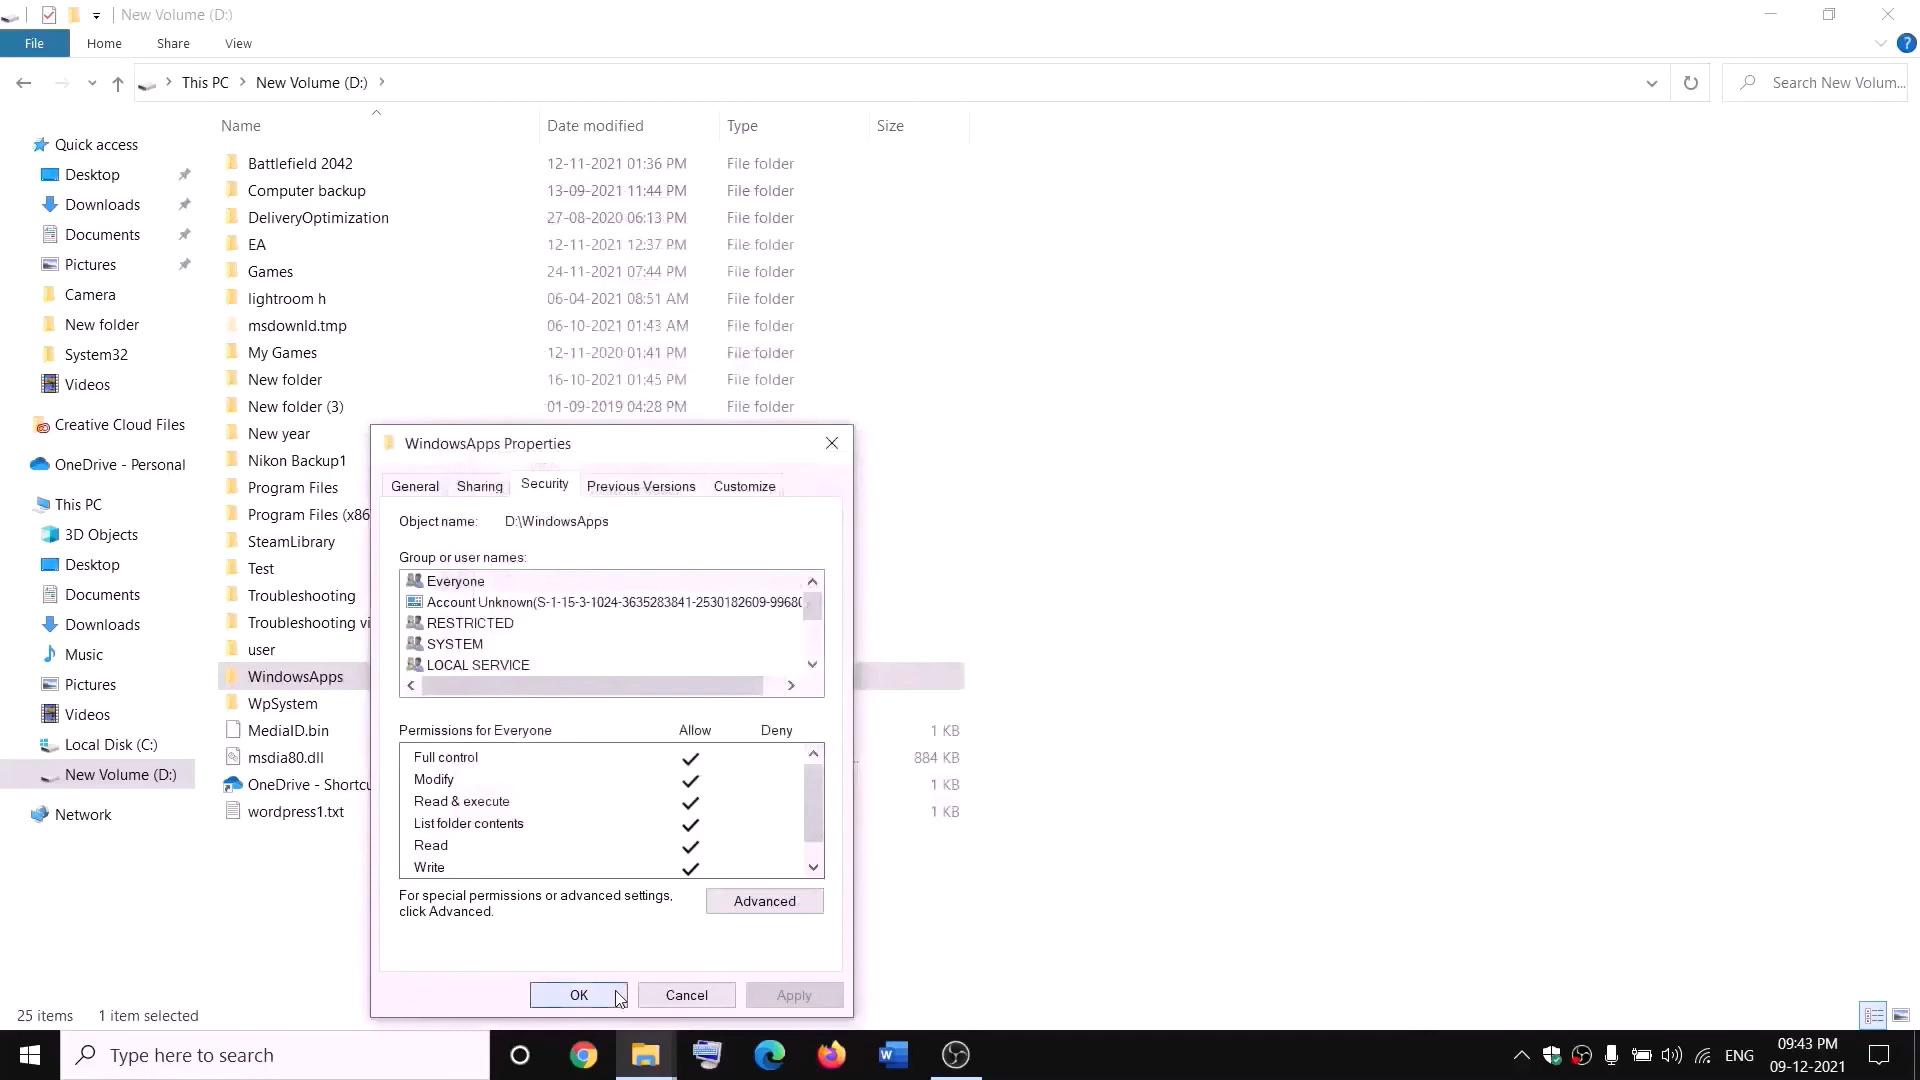 New Volume (D:)
File Home Share View
This PC New Volume (D:)
Search New Volum...
Name Date modified Type Size
Quick access
Desktop
Downloads
Documents
Pictures
Camera
New folder
System32
Videos
Creative Cloud Files
OneDrive - Personal
This PC
3D Objects
Desktop
Documents
Downloads
Music
Pictures
Videos
Local Disk (C:)
New Volume (D:)
Network
Battlefield 2042 12-11-2021 01:36 PM File folder
Computer backup 13-09-2021 11:44 PM File folder
DeliveryOptimization 27-08-2020 06:13 PM File folder
EA 12-11-2021 12:37 PM File folder
Games 24-11-2021 07:44 PM File folder
lightroom h 06-04-2021 08:51 AM File folder
msdownld.tmp 06-10-2021 01:43 AM File folder
My Games 12-11-2020 01:41 PM File folder
New folder 16-10-2021 01:45 PM File folder
New folder (3) 01-09-2019 04:28 PM File folder
New year
Nikon Backup1
Program Files
Program Files (x86
SteamLibrary
Test
Troubleshooting
Troubleshooting vi
user
WindowsApps
WpSystem
MediaID.bin 1 KB
msdia80.dll 884 KB
OneDrive - Shortcu 1 KB
wordpress1.txt 1 KB
WindowsApps Properties
General Sharing Security Previous Versions Customize
Object name: D:\WindowsApps
Group or user names:
Everyone
Account Unknown(S-1-15-3-1024-3635283841-2530182609-9968
RESTRICTED
SYSTEM
LOCAL SERVICE
Permissions for Everyone Allow Deny
Full control
Modify
Read & execute
List folder contents
Read
Write
For special permissions or advanced settings,
click Advanced.
Advanced
OK Cancel Apply
25 items 1 item selected
Type here to search
ENG
09:43 PM
09-12-2021